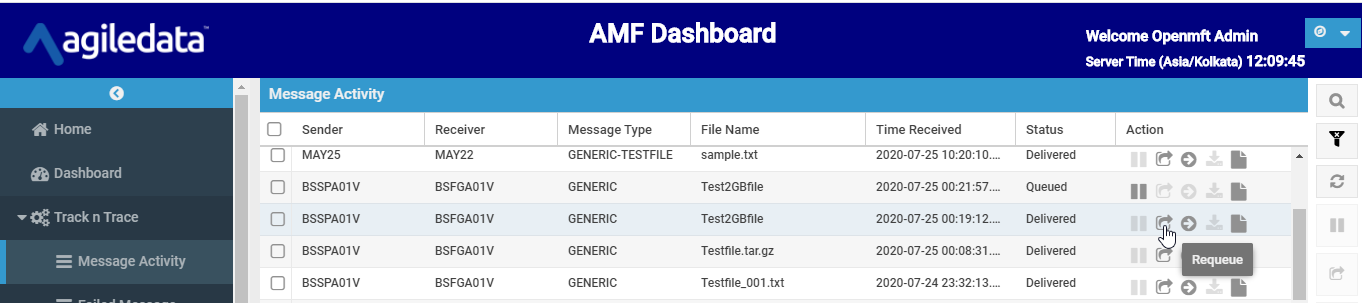 agiledata™
AMF Dashboard
Welcome Openmft Admin
Server Time (Asia/Kolkata) 12:09:45
Home
Dashboard
Track n Trace
Message Activity
Failed Message
Message Activity
Sender Receiver Message Type File Name Time Received Status Action
MAY25 MAY22 GENERIC-TESTFILE sample.txt 2020-07-25 10:20:10.... Delivered
BSSPA01V BSFGA01V GENERIC Test2GBfile 2020-07-25 00:21:57.... Queued
BSSPA01V BSFGA01V GENERIC Test2GBfile 2020-07-25 00:19:12.... Delivered
BSSPA01V BSFGA01V GENERIC Testfile.tar.gz 2020-07-25 00:08:31.... Delivered
Requeue
BSSPA01V BSFGA01V GENERIC Testfile_001.txt 2020-07-24 23:32:13.... Delivered